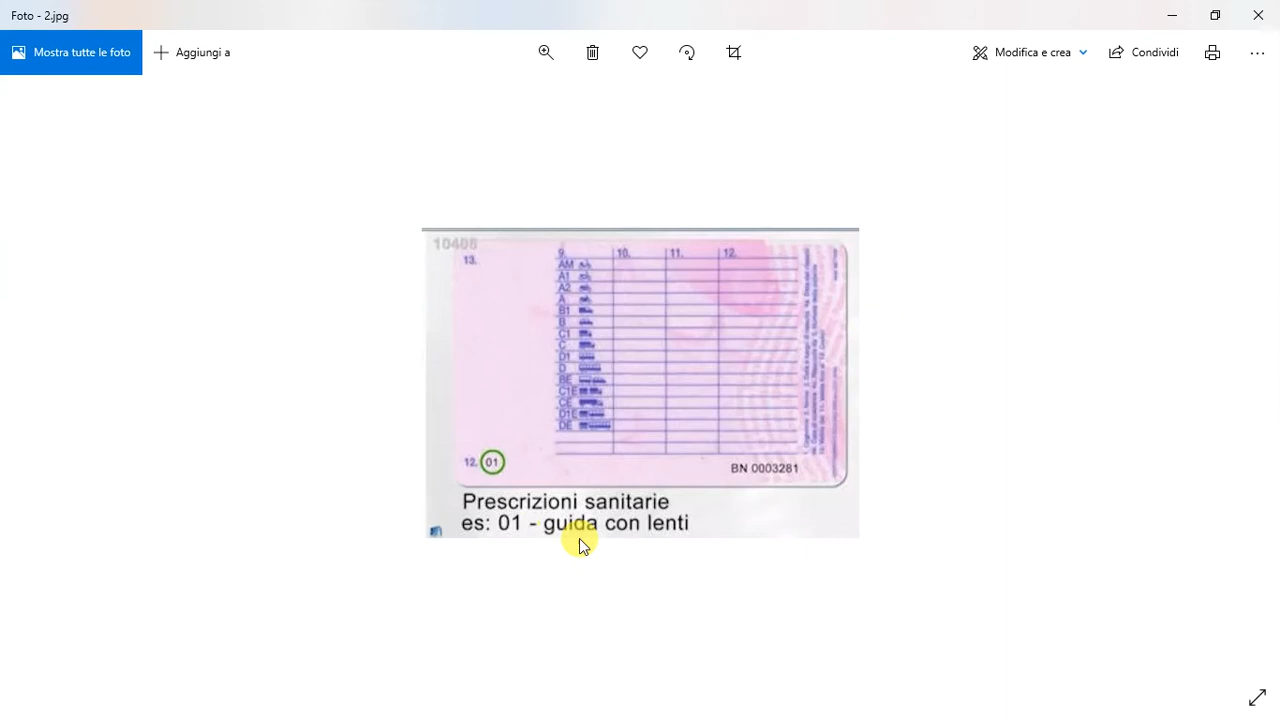 Foto - 2.jpg
Mostra tutte le foto
Aggiungi a
Modifica e crea
Condividi
10406
13.
9. 10. 11. 12.
AM
A1
A2
A
B1
B
C1
C
D1
D
BE
C1E
CE
D1E
DE
12. 01
BN 0003281
Prescrizioni sanitarie
es: 01 - guida con lenti